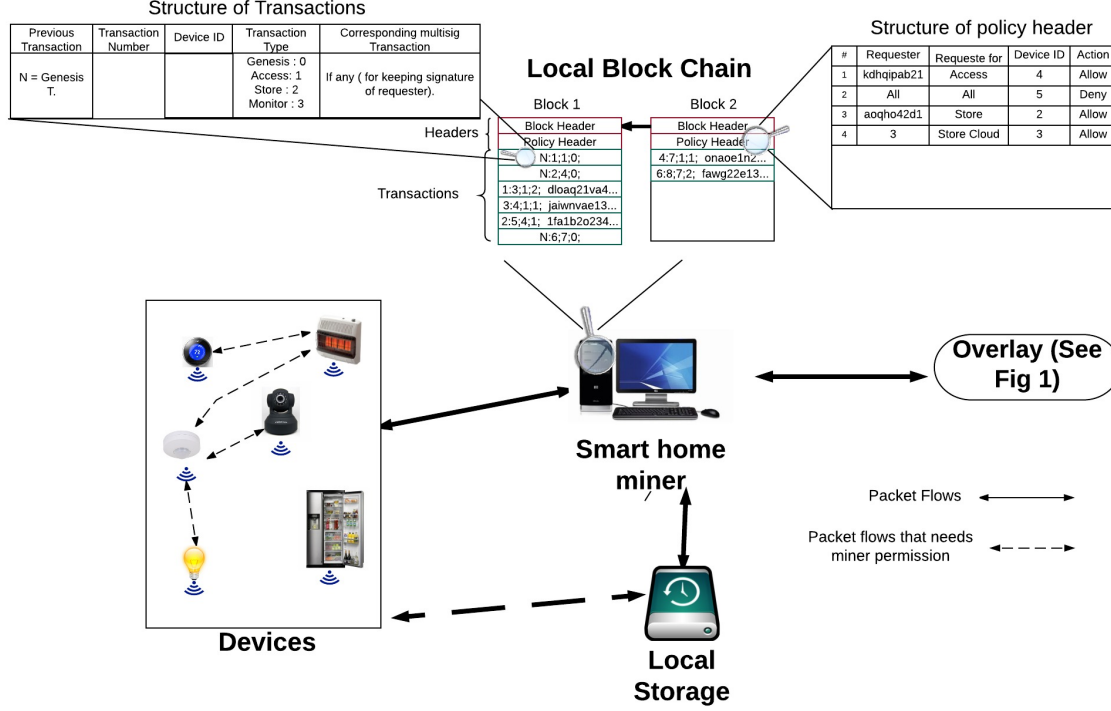 Structure of Transactions
Previous Transaction
Transaction Number
Device ID
Transaction Type
Corresponding multisig Transaction
N = Genesis T.
Genesis : 0
Access: 1
Store : 2
Monitor : 3
If any ( for keeping signature of requester).
Local Block Chain
Block 1
Block 2
Headers
Block Header
Policy Header
Transactions
N:1;1;0;
N:2;4;0;
1:3;1;2; dloaq21va4...
3:4;1;1; jaiwnvae13...
2:5;4;1; 1fa1b2o234...
N:6;7;0;
Block Header
Policy Header
4:7;1;1; onaoe1n2...
6:8;7;2; fawg22e13...
Structure of policy header
# Requester Requeste for Device ID Action
1 kdhqipab21 Access 4 Allow
2 All All 5 Deny
3 aoqho42d1 Store 2 Allow
4 3 Store Cloud 3 Allow
Overlay (See
Fig 1)
Smart home
miner
Packet Flows
Packet flows that needs
miner permission
Devices
Local
Storage